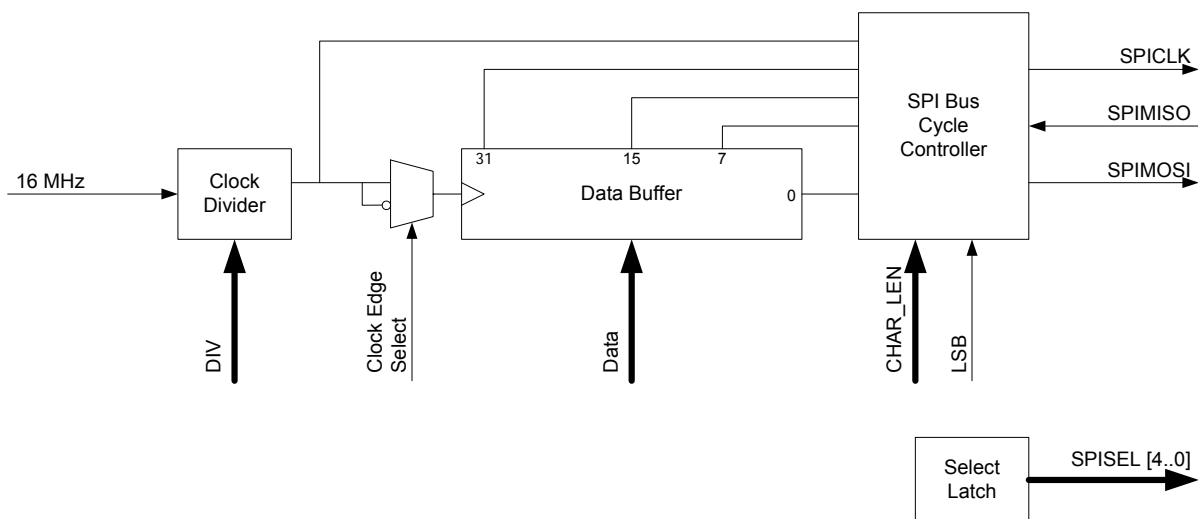 SPICLK
SPI Bus
Cycle
Controller
SPIMISO
31
15
7
16 MHz
Clock
Divider
Data Buffer
0
SPIMOSI
DIV
Clock Edge
Select
Data
CHAR_LEN
LSB
Select
Latch
SPISEL [4..0]